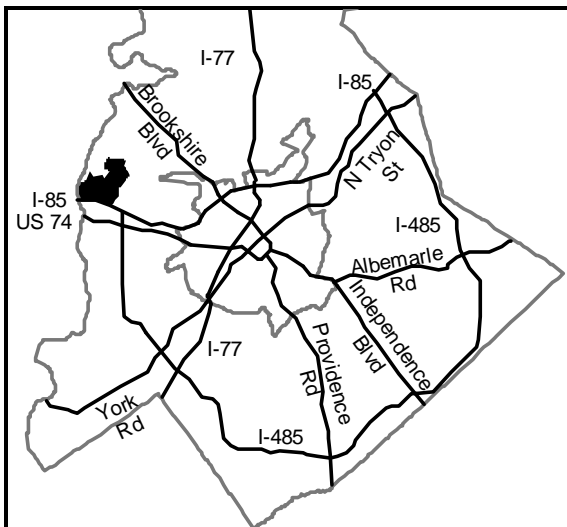 I-77
I-85
Brookshire
Blvd
N Tryon
St
I-85
US 74
I-485
Albemarle
Rd
Independence
Blvd
Providence
Rd
I-77
York
Rd
I-485